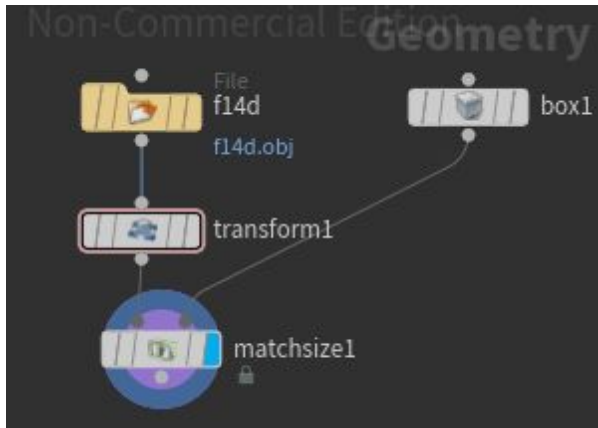 Non-Commercial Edition
Geometry
File
f14d
f14d.obj
box1
transform1
matchsize1